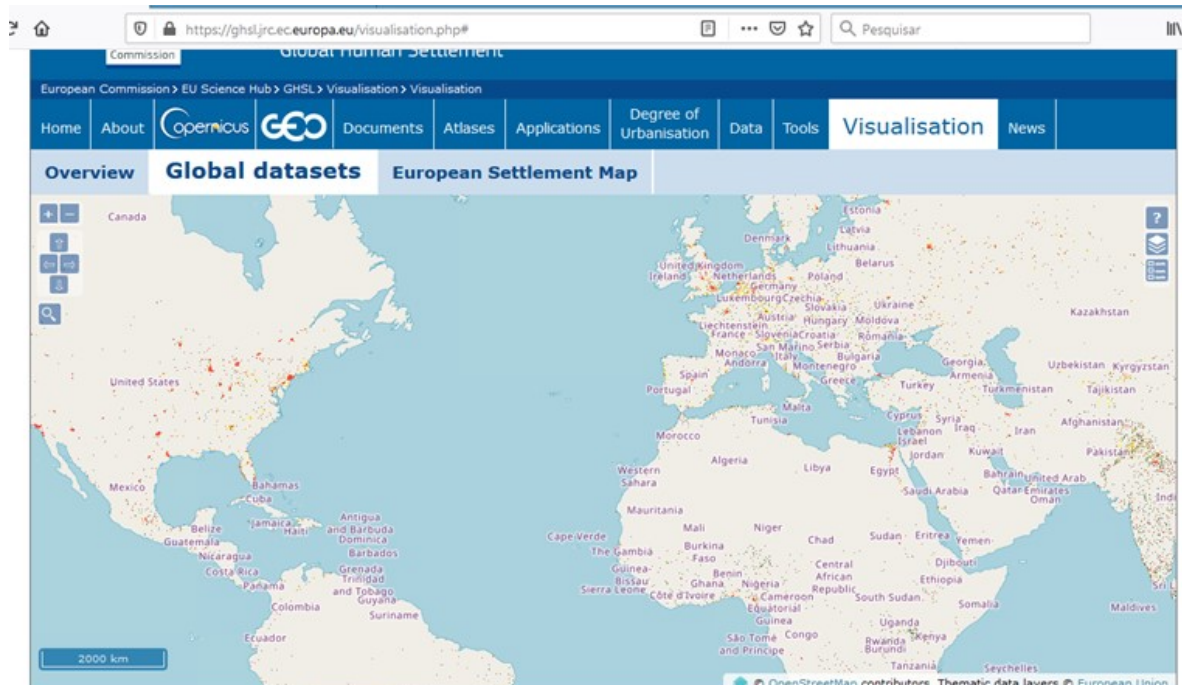 https://ghsl.jrc.ec.europa.eu/visualisation.php#
Pesquisar
Commission
Global Human Settlement
European Commission > EU Science Hub > GHSL > Visualisation > Visualisation
Home About Copernicus GEO Documents Atlases Applications Degree of Urbanisation Data Tools Visualisation News
Overview Global datasets European Settlement Map
+ −
?
Canada
Estonia
Latvia
Denmark
Lithuania
United Kingdom
Belarus
Ireland
Netherlands
Poland
Germany
Luxembourg
Czechia
Slovakia
Ukraine
Kazakhstan
Austria
Hungary
Moldova
Liechtenstein
France
Slovenia
Croatia
Romania
San Marino
Serbia
Monaco
Andorra
Italy
Montenegro
Bulgaria
Georgia
Uzbekistan
Kyrgyzstan
United States
Spain
Greece
Turkey
Armenia
Turkmenistan
Tajikistan
Portugal
Malta
Tunisia
Cyprus
Syria
Afghanistan
Lebanon
Iraq
Iran
Israel
Morocco
Jordan
Kuwait
Pakistan
Algeria
Libya
Egypt
Western
Sahara
Bahrain
United Arab
Emirates
Saudi Arabia
Qatar
Oman
Mexico
Bahamas
Cuba
Mauritania
Jamaica
Haiti
Antigua
and Barbuda
Belize
Guatemala
Dominica
Cape Verde
Mali
Niger
Chad
Sudan
Eritrea
Yemen
Nicaragua
Barbados
The Gambia
Burkina
Faso
Costa Rica
Grenada
Guinea-
Bissau
Benin
Central
African
Republic
Djibouti
Panama
Trinidad
and Tobago
Sierra Leone
Côte d'Ivoire
Ghana
Nigeria
Ethiopia
Guyana
Cameroon
South Sudan
Colombia
Suriname
Equatorial
Guinea
Somalia
Maldives
Uganda
Ecuador
São Tomé
and Príncipe
Congo
Rwanda
Kenya
Burundi
Tanzania
Seychelles
2000 km
© OpenStreetMap contributors. Thematic data layers © European Union